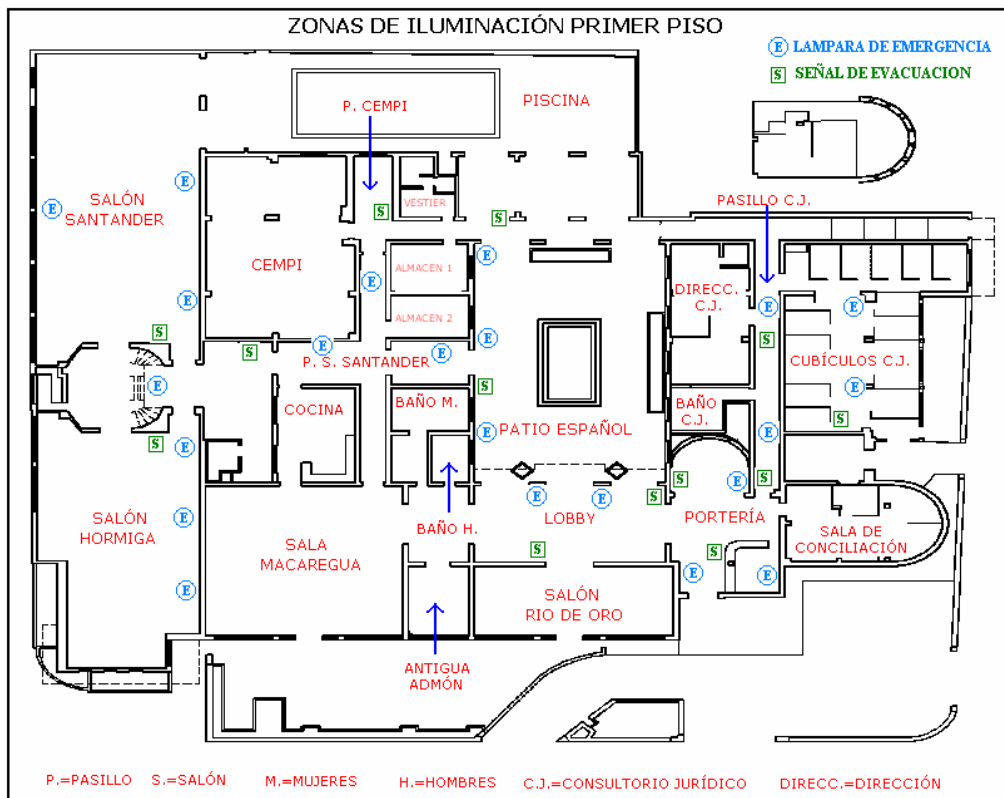 ZONAS DE ILUMINACIÓN PRIMER PISO
E LAMPARA DE EMERGENCIA
S SEÑAL DE EVACUACION
P. CEMPI
PISCINA
SALÓN
SANTANDER
E
E
S
VESTIER
S
PASILLO C.J.
CEMPI
E
ALMACEN 1
E
DIRECC.
C.J.
E
E
E
ALMACEN 2
S
S
E
P. S. SANTANDER
E
E
S
CUBÍCULOS C.J.
E
E
S
COCINA
BAÑO M.
S
BAÑO
C.J.
S
S
E
E
PATIO ESPAÑOL
E
S
E
S
SALÓN
HORMIGA
E
E
E
S
LOBBY
PORTERÍA
BAÑO H.
SALA
MACAREGUA
S
S
SALA DE
CONCILIACIÓN
E
E
E
SALÓN
RIO DE ORO
ANTIGUA
ADMÓN
P.=PASILLO S.=SALÓN M.=MUJERES H.=HOMBRES C.J.=CONSULTORIO JURÍDICO DIRECC.=DIRECCIÓN